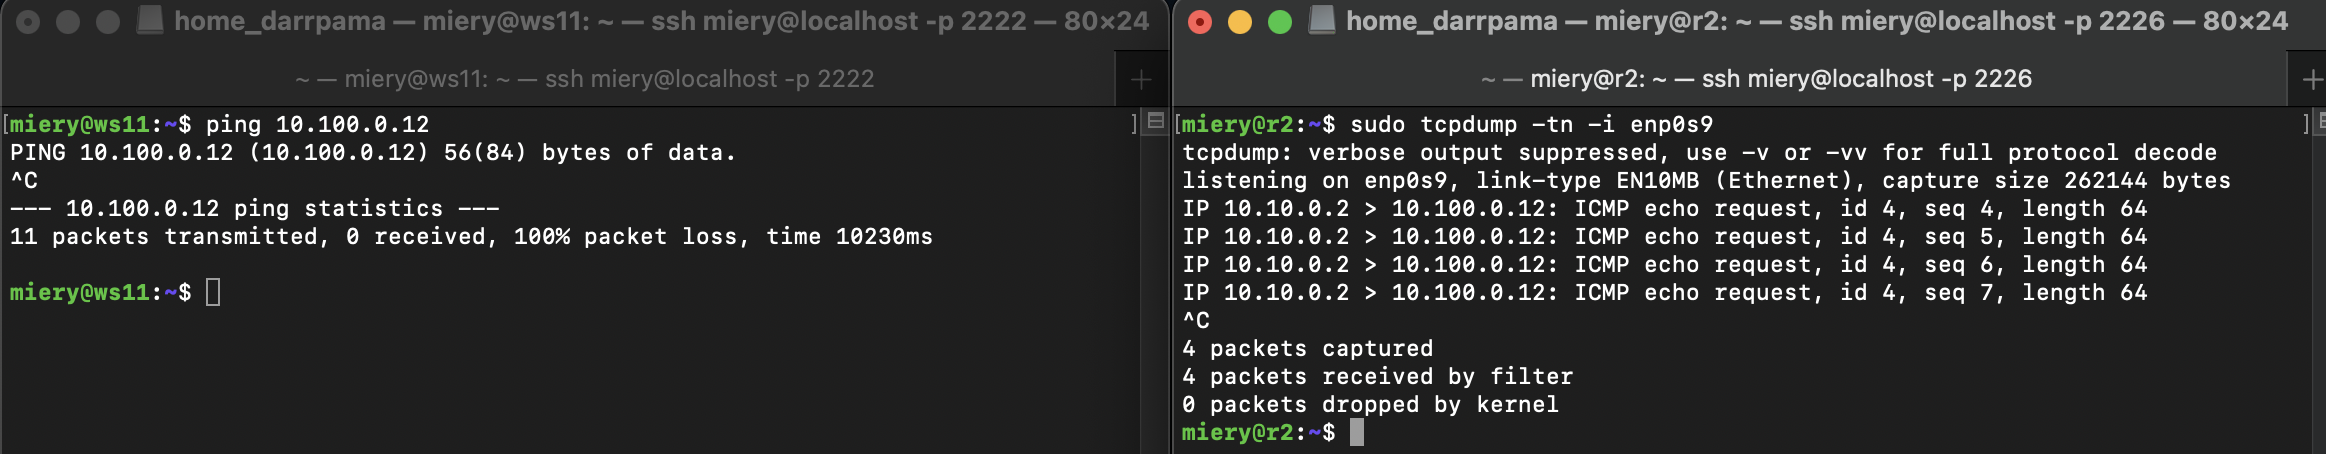 home_darrpama — miery@ws11: ~ — ssh miery@localhost -p 2222 — 80×24
~ — miery@ws11: ~ — ssh miery@localhost -p 2222
+
[miery@ws11:~$ ping 10.100.0.12 ]
PING 10.100.0.12 (10.100.0.12) 56(84) bytes of data.
^C
--- 10.100.0.12 ping statistics ---
11 packets transmitted, 0 received, 100% packet loss, time 10230ms
miery@ws11:~$
home_darrpama — miery@r2: ~ — ssh miery@localhost -p 2226 — 80×24
~ — miery@r2: ~ — ssh miery@localhost -p 2226
+
[miery@r2:~$ sudo tcpdump -tn -i enp0s9 ]
tcpdump: verbose output suppressed, use -v or -vv for full protocol decode
listening on enp0s9, link-type EN10MB (Ethernet), capture size 262144 bytes
IP 10.10.0.2 > 10.100.0.12: ICMP echo request, id 4, seq 4, length 64
IP 10.10.0.2 > 10.100.0.12: ICMP echo request, id 4, seq 5, length 64
IP 10.10.0.2 > 10.100.0.12: ICMP echo request, id 4, seq 6, length 64
IP 10.10.0.2 > 10.100.0.12: ICMP echo request, id 4, seq 7, length 64
^C
4 packets captured
4 packets received by filter
0 packets dropped by kernel
miery@r2:~$